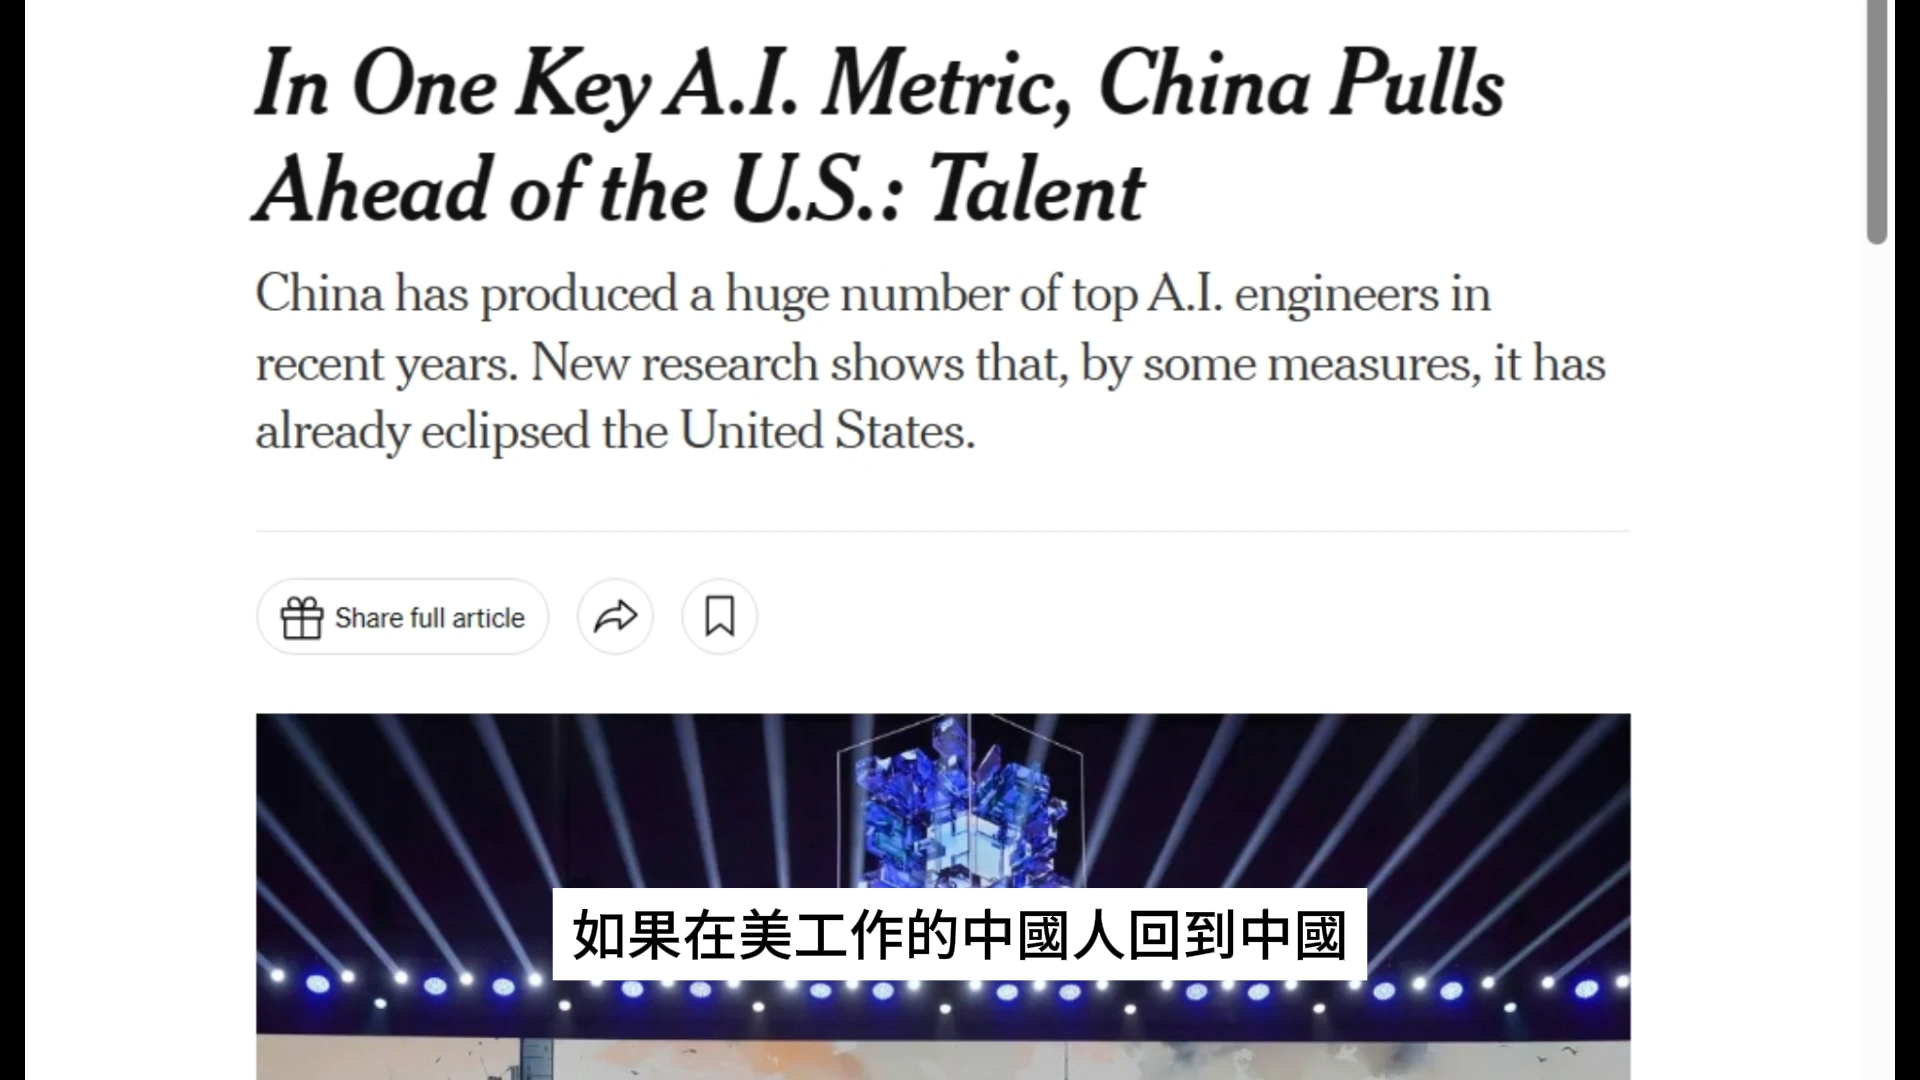 In One Key A.I. Metric, China Pulls
Ahead of the U.S.: Talent
China has produced a huge number of top A.I. engineers in
recent years. New research shows that, by some measures, it has
already eclipsed the United States.
Share full article
如果在美工作的中國人回到中國